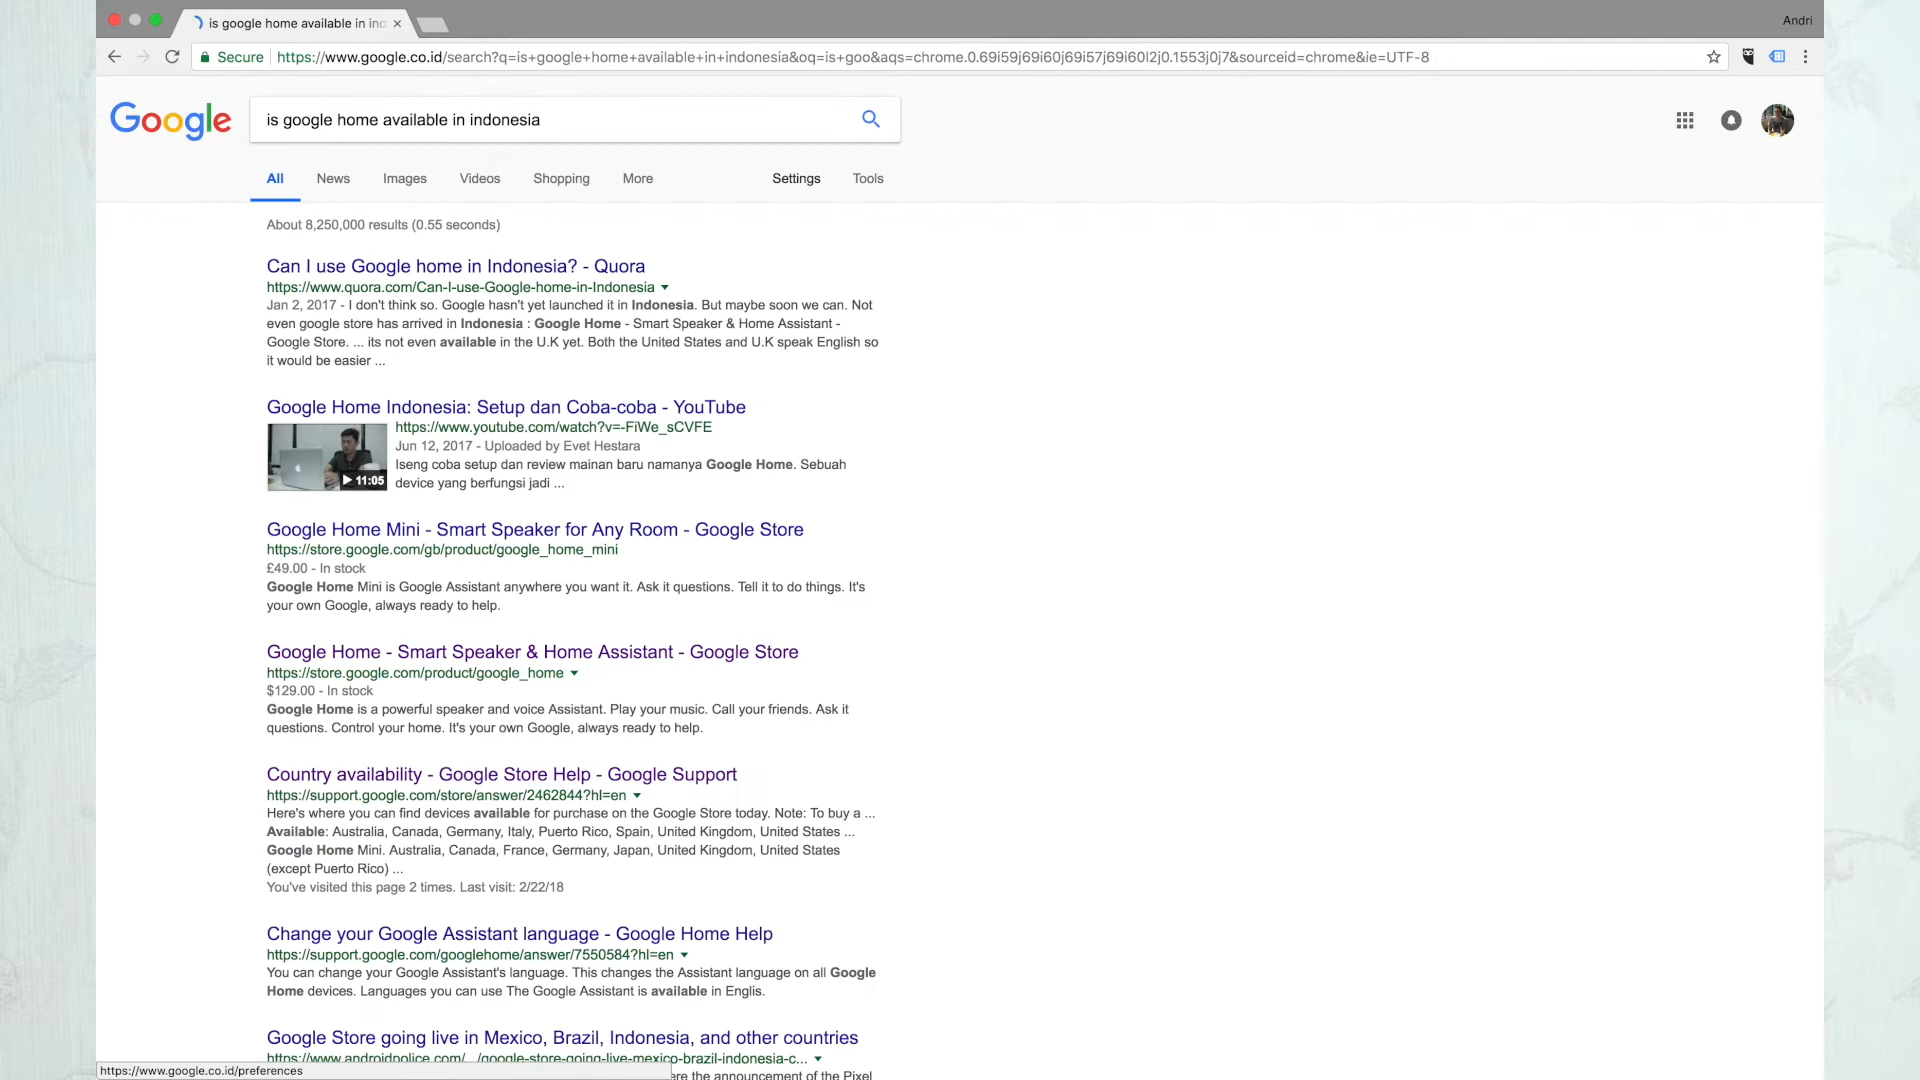 is google home available in ind
Andri
Secure https://www.google.co.id/search?q=is+google+home+available+in+indonesia&oq=is+goo&aqs=chrome.0.69i59j69i60j69i57j69i60l2j0.1553j0j7&sourceid=chrome&ie=UTF-8
Google is google home available in indonesia
All News Images Videos Shopping More Settings Tools
About 8,250,000 results (0.55 seconds)
Can I use Google home in Indonesia? - Quora
https://www.quora.com/Can-I-use-Google-home-in-Indonesia
Jan 2, 2017 - I don't think so. Google hasn't yet launched it in Indonesia. But maybe soon we can. Not
even google store has arrived in Indonesia : Google Home - Smart Speaker & Home Assistant -
Google Store. ... its not even available in the U.K yet. Both the United States and U.K speak English so
it would be easier ...
Google Home Indonesia: Setup dan Coba-coba - YouTube
https://www.youtube.com/watch?v=-FiWe_sCVFE
Jun 12, 2017 - Uploaded by Evet Hestara
Iseng coba setup dan review mainan baru namanya Google Home. Sebuah
device yang berfungsi jadi ...
11:05
Google Home Mini - Smart Speaker for Any Room - Google Store
https://store.google.com/gb/product/google_home_mini
£49.00 - In stock
Google Home Mini is Google Assistant anywhere you want it. Ask it questions. Tell it to do things. It's
your own Google, always ready to help.
Google Home - Smart Speaker & Home Assistant - Google Store
https://store.google.com/product/google_home
$129.00 - In stock
Google Home is a powerful speaker and voice Assistant. Play your music. Call your friends. Ask it
questions. Control your home. It's your own Google, always ready to help.
Country availability - Google Store Help - Google Support
https://support.google.com/store/answer/2462844?hl=en
Here's where you can find devices available for purchase on the Google Store today. Note: To buy a ...
Available: Australia, Canada, Germany, Italy, Puerto Rico, Spain, United Kingdom, United States ...
Google Home Mini. Australia, Canada, France, Germany, Japan, United Kingdom, United States
(except Puerto Rico) ...
You've visited this page 2 times. Last visit: 2/22/18
Change your Google Assistant language - Google Home Help
https://support.google.com/googlehome/answer/7550584?hl=en
You can change your Google Assistant's language. This changes the Assistant language on all Google
Home devices. Languages you can use The Google Assistant is available in Englis.
Google Store going live in Mexico, Brazil, Indonesia, and other countries
https://www.androidpolice.com/.../google-store-going-live-mexico-brazil-indonesia-c...
https://www.google.co.id/preferences
ere the announcement of the Pixel